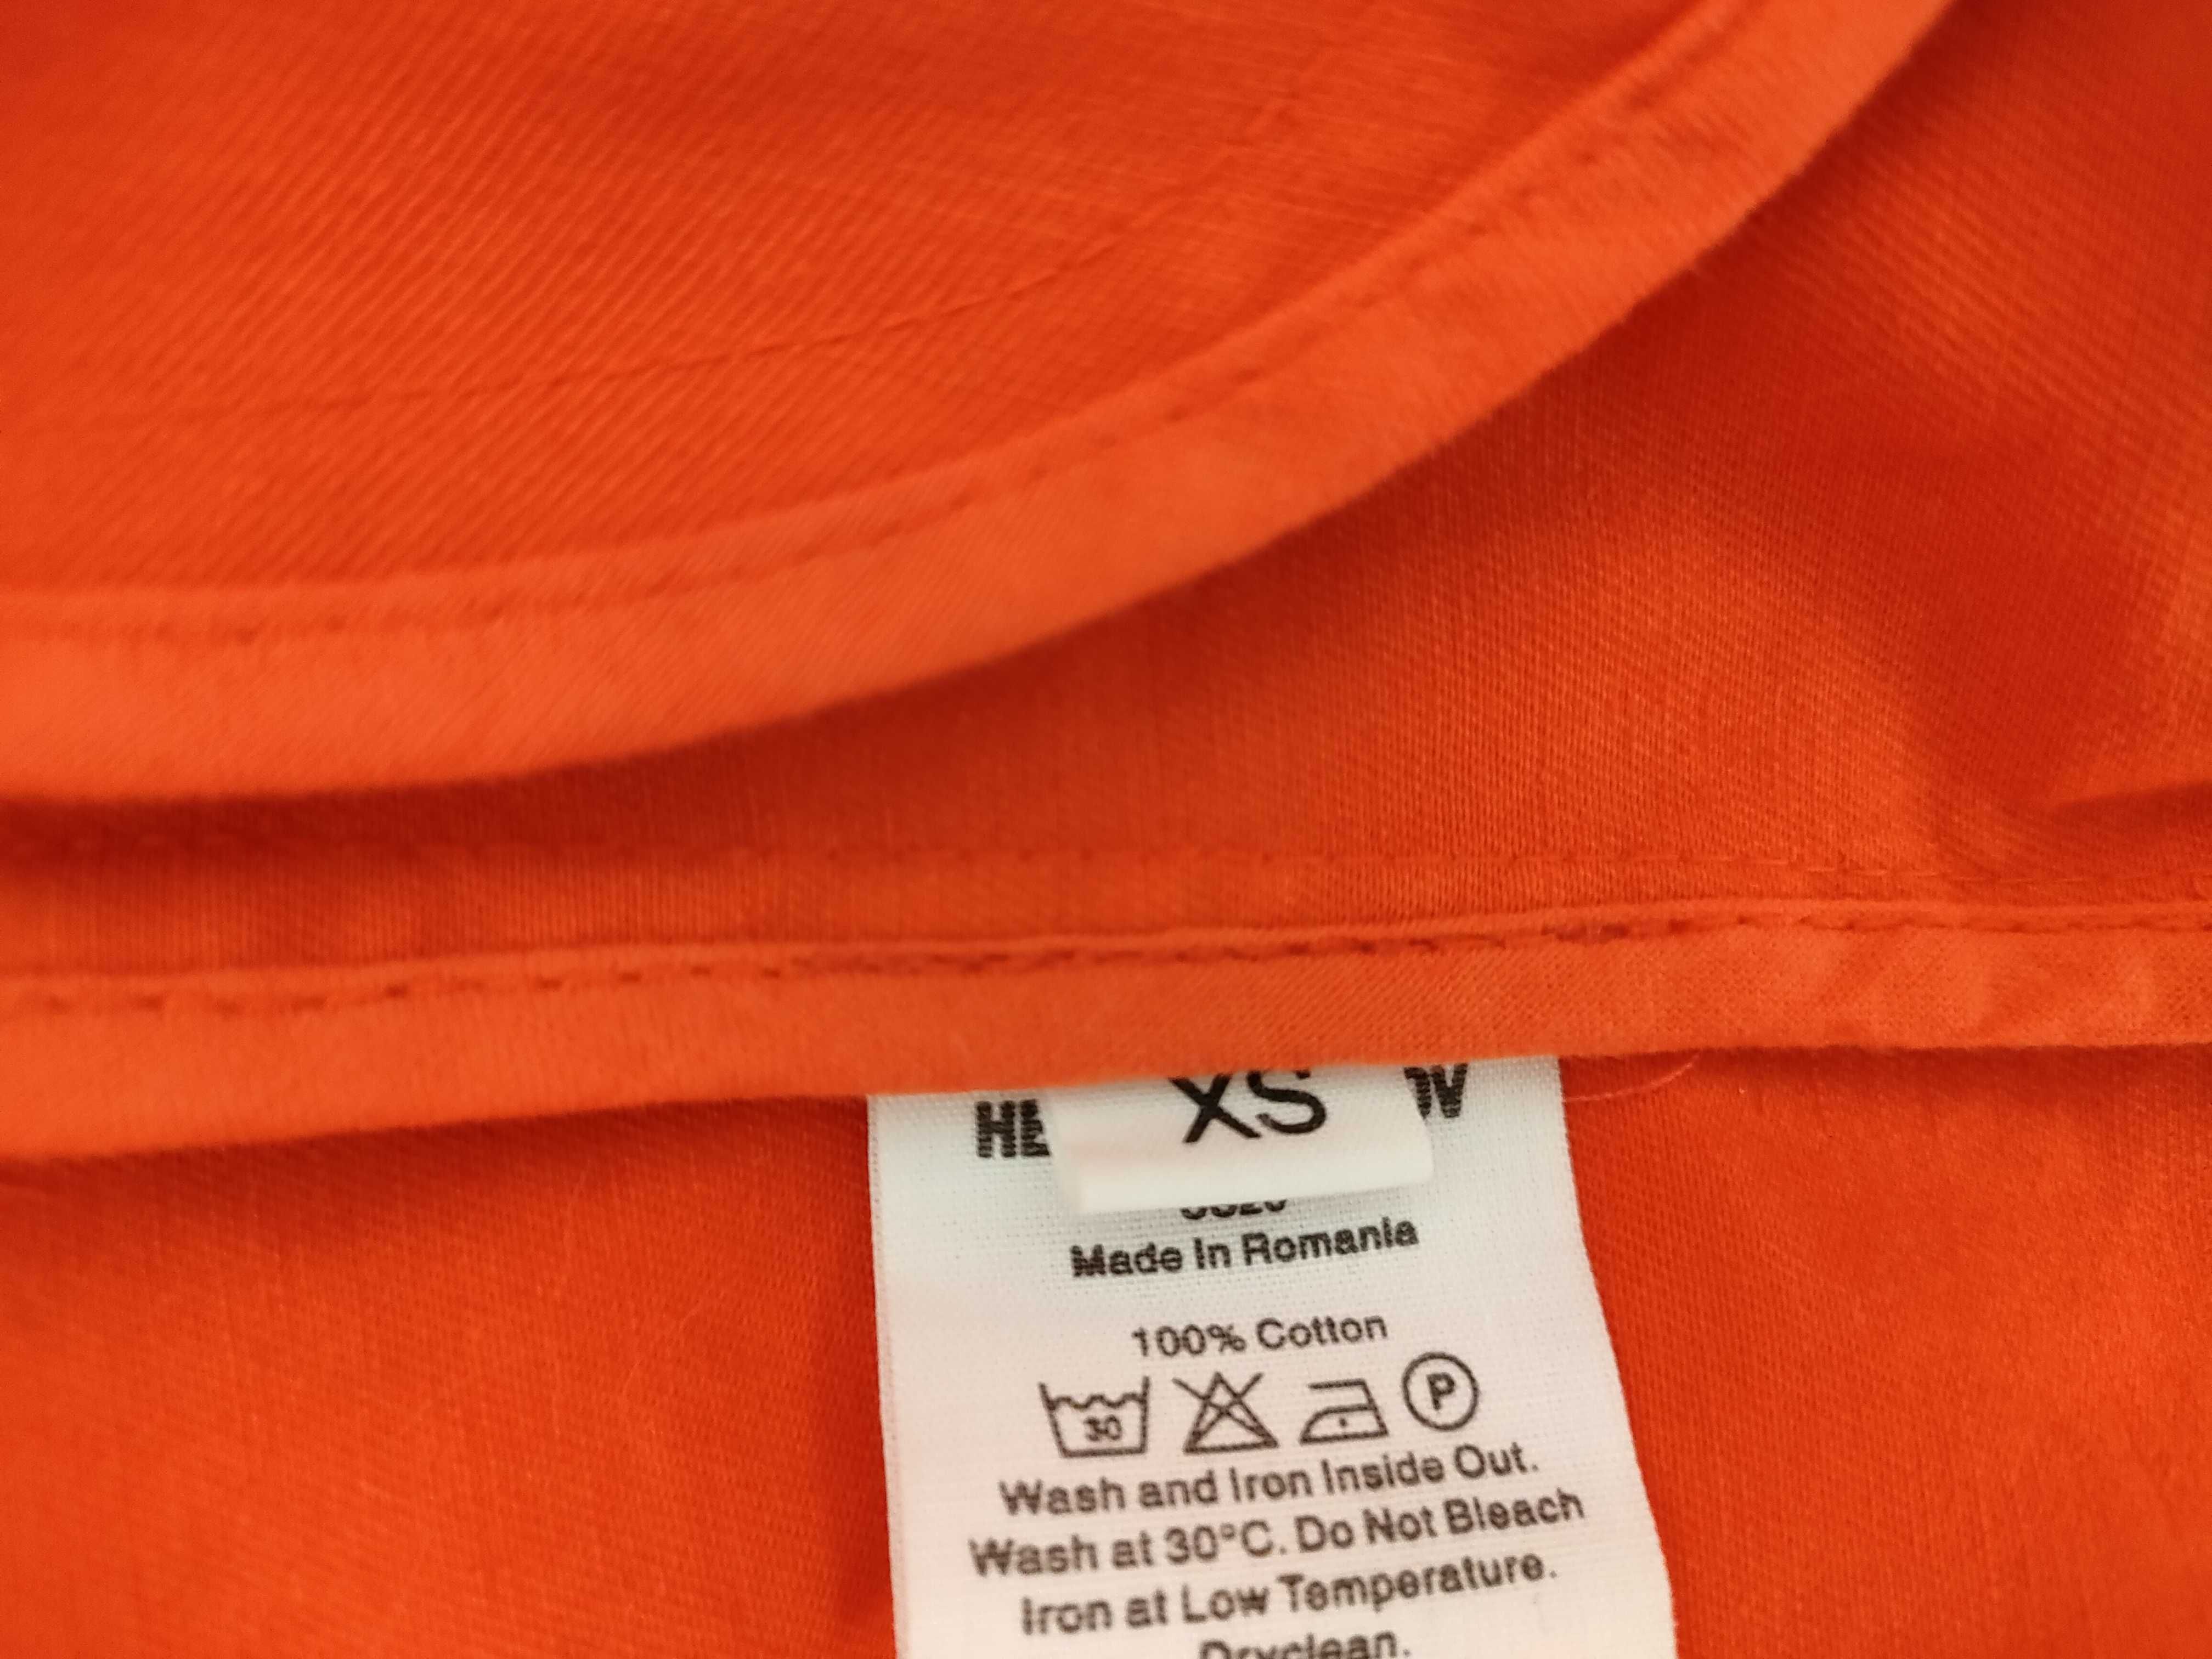 XS
Made In Romania
100% Cotton
30 P
Wash and Iron Inside Out.
Wash at 30°C. Do Not Bleach
Iron at Low Temperature.
Dryclean.